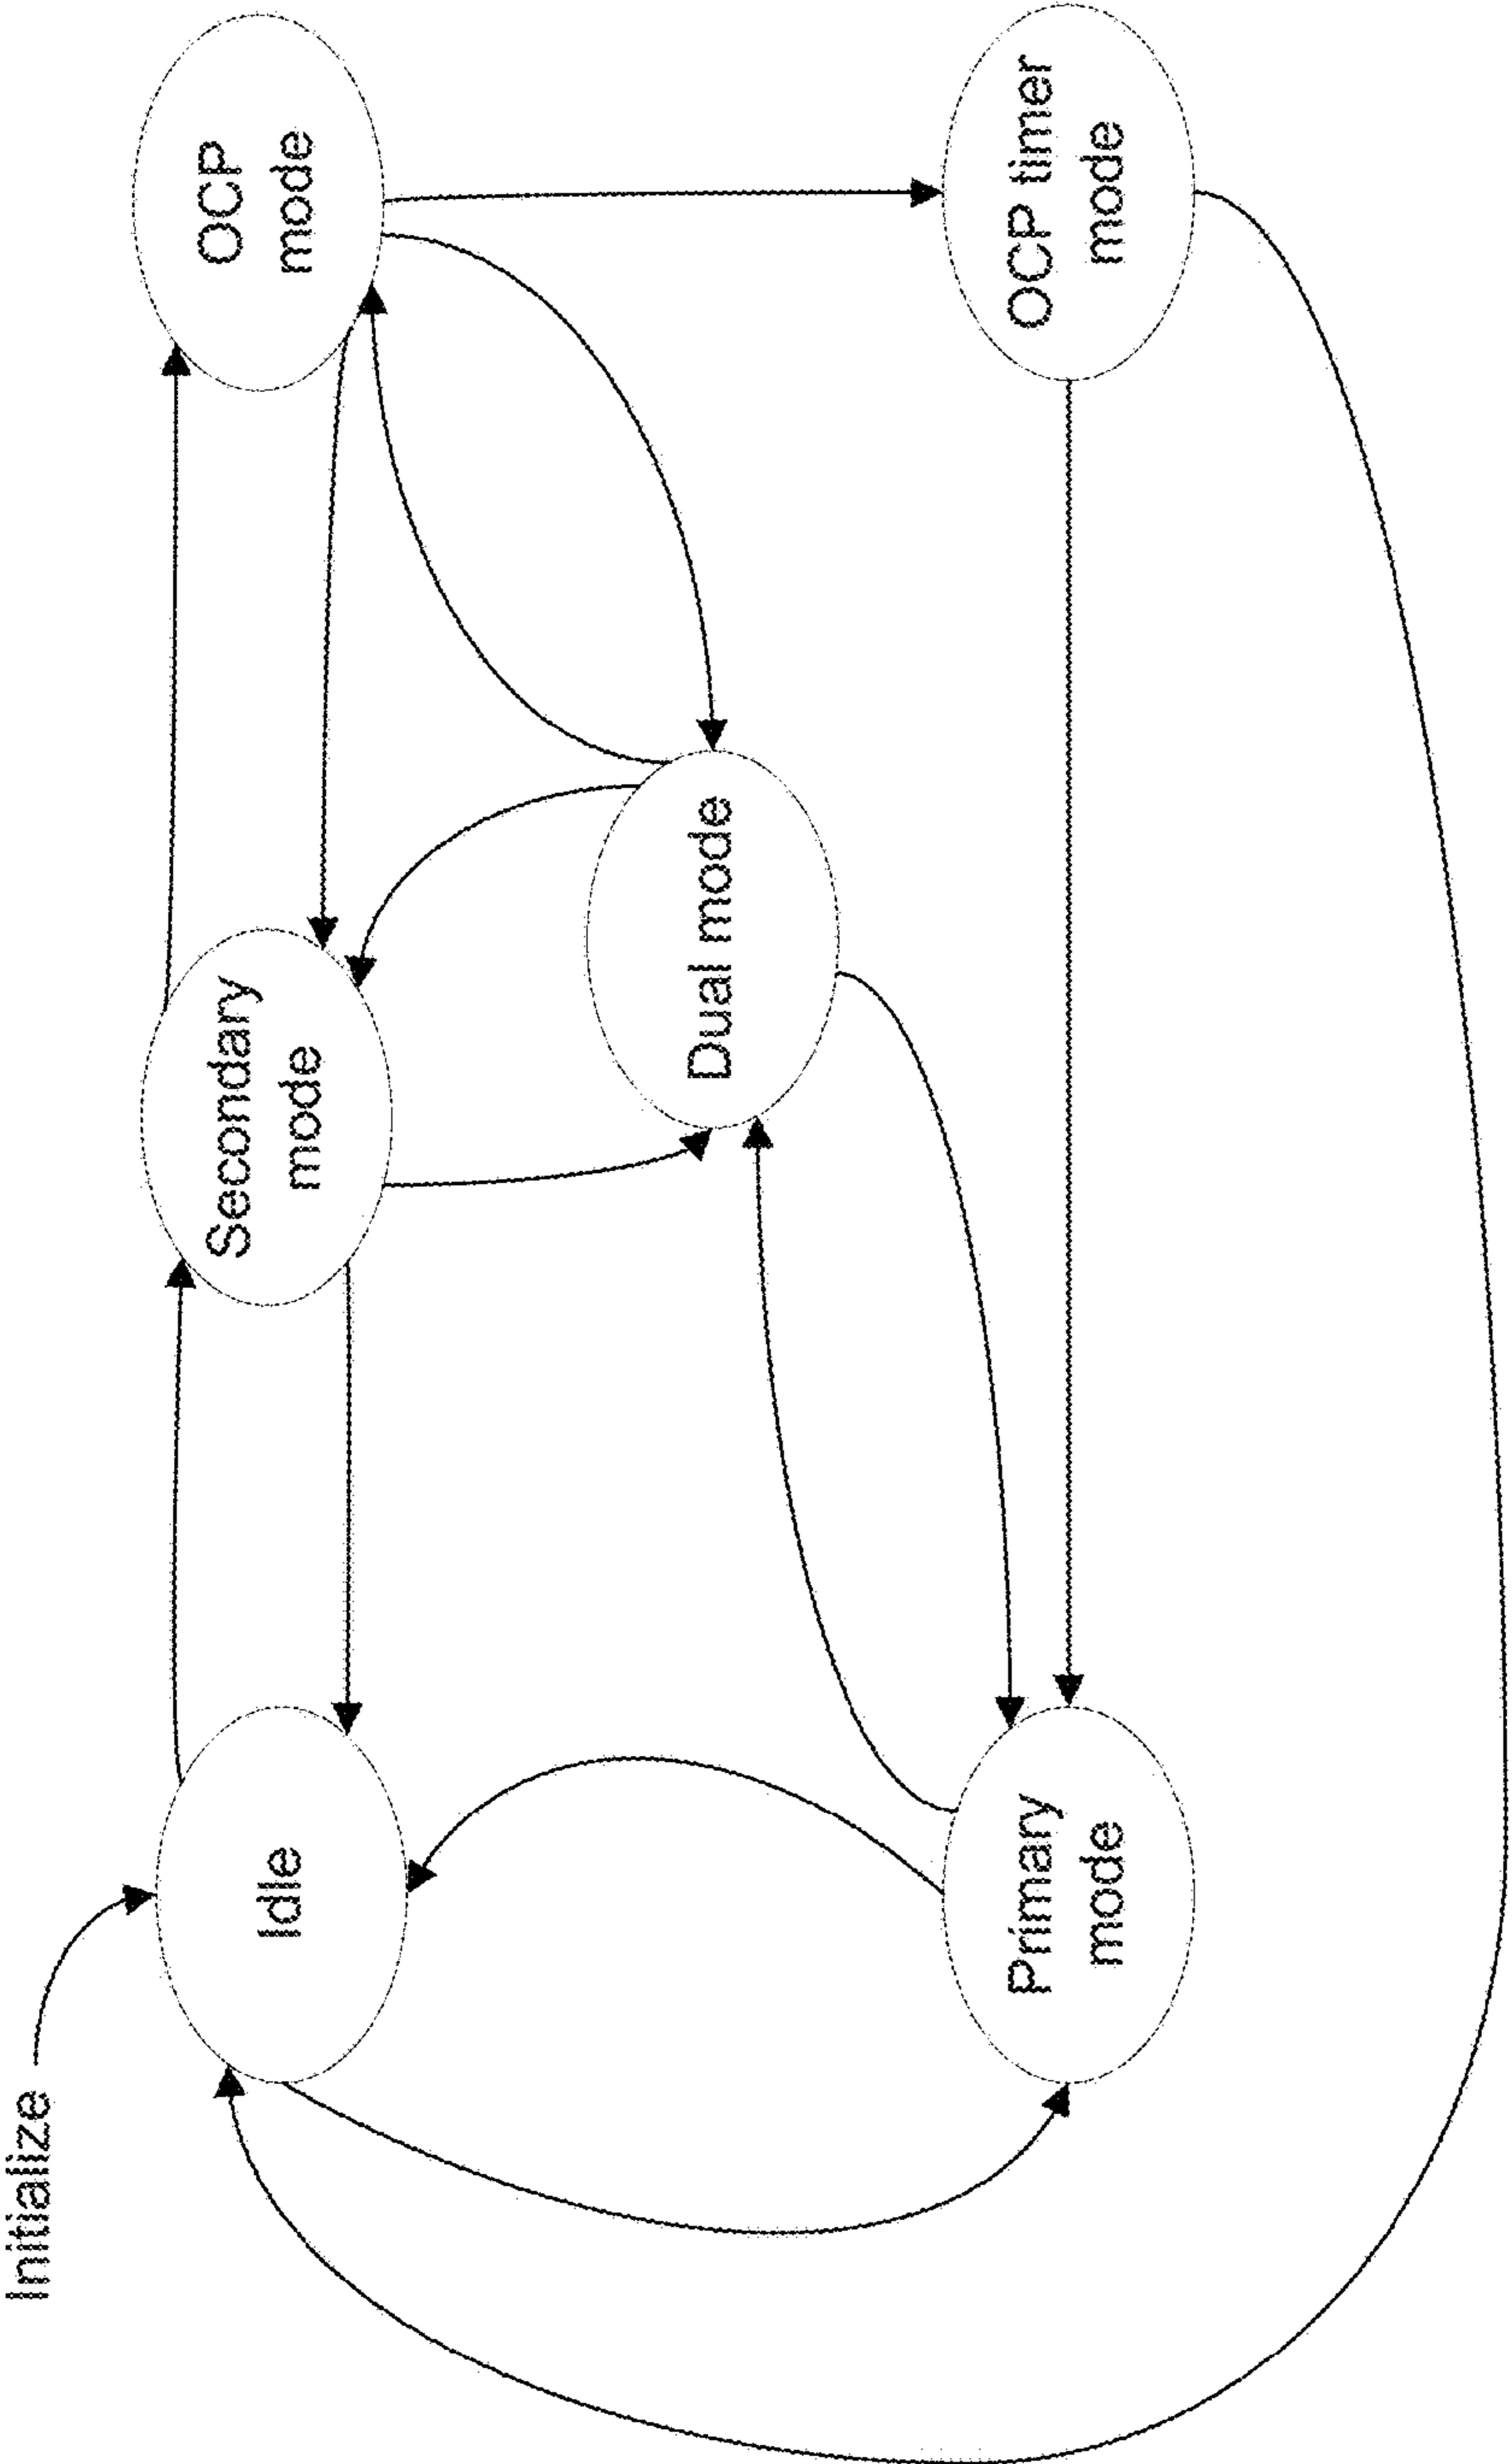 Initialize
Idle
Secondary
mode
OCP
mode
Dual mode
Primary
mode
OCP timer
mode